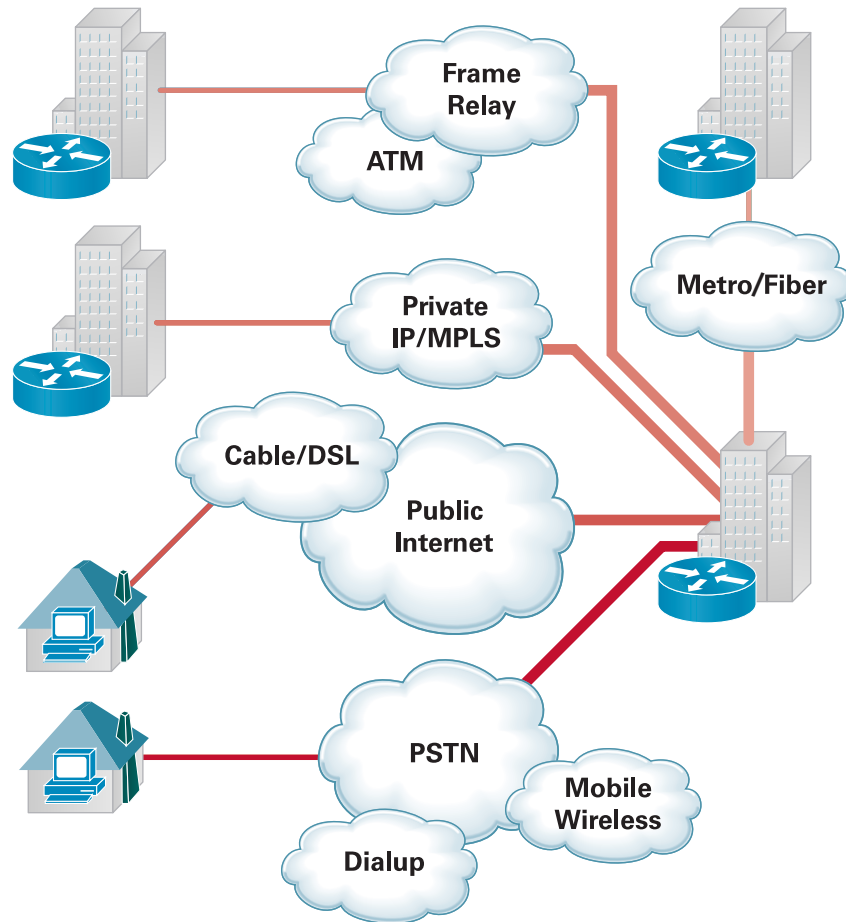 Frame
Relay
ATM
Metro/Fiber
Private
IP/MPLS
Cable/DSL
Public
Internet
PSTN
Mobile
Wireless
Dialup